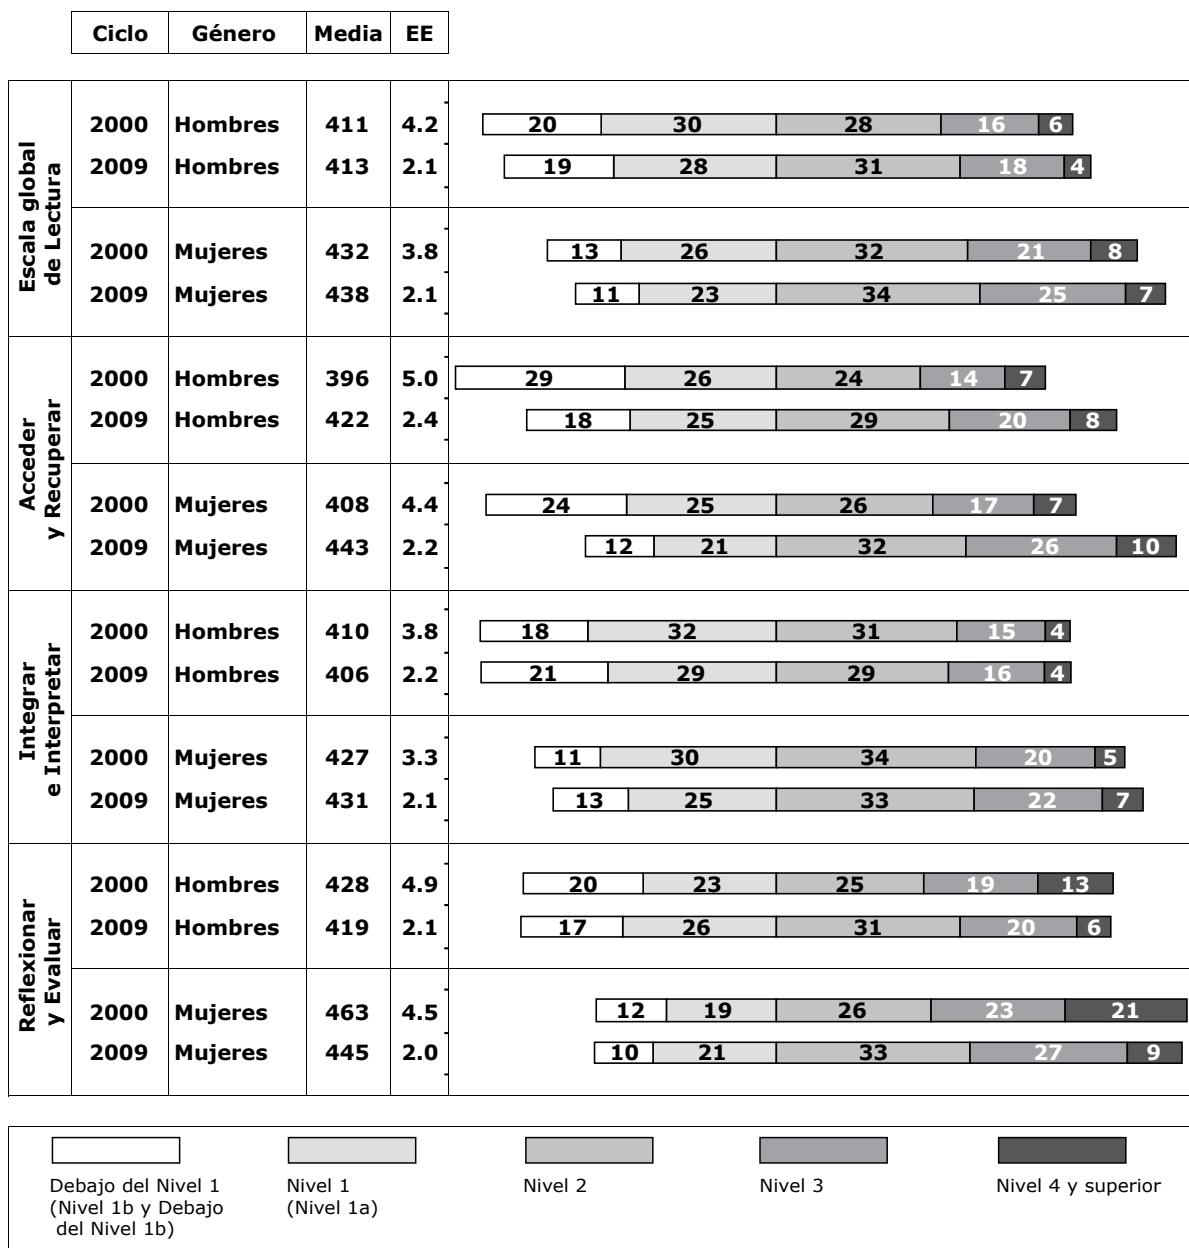 Ciclo Género Media EE
Escala global
de Lectura
2000 Hombres 411 4.2 20 30 28 16 6
2009 Hombres 413 2.1 19 28 31 18 4
2000 Mujeres 432 3.8 13 26 32 21 8
2009 Mujeres 438 2.1 11 23 34 25 7
Acceder
y Recuperar
2000 Hombres 396 5.0 29 26 24 14 7
2009 Hombres 422 2.4 18 25 29 20 8
2000 Mujeres 408 4.4 24 25 26 17 7
2009 Mujeres 443 2.2 12 21 32 26 10
Integrar
e Interpretar
2000 Hombres 410 3.8 18 32 31 15 4
2009 Hombres 406 2.2 21 29 29 16 4
2000 Mujeres 427 3.3 11 30 34 20 5
2009 Mujeres 431 2.1 13 25 33 22 7
Reflexionar
y Evaluar
2000 Hombres 428 4.9 20 23 25 19 13
2009 Hombres 419 2.1 17 26 31 20 6
2000 Mujeres 463 4.5 12 19 26 23 21
2009 Mujeres 445 2.0 10 21 33 27 9
Debajo del Nivel 1
(Nivel 1b y Debajo
del Nivel 1b)
Nivel 1
(Nivel 1a)
Nivel 2
Nivel 3
Nivel 4 y superior